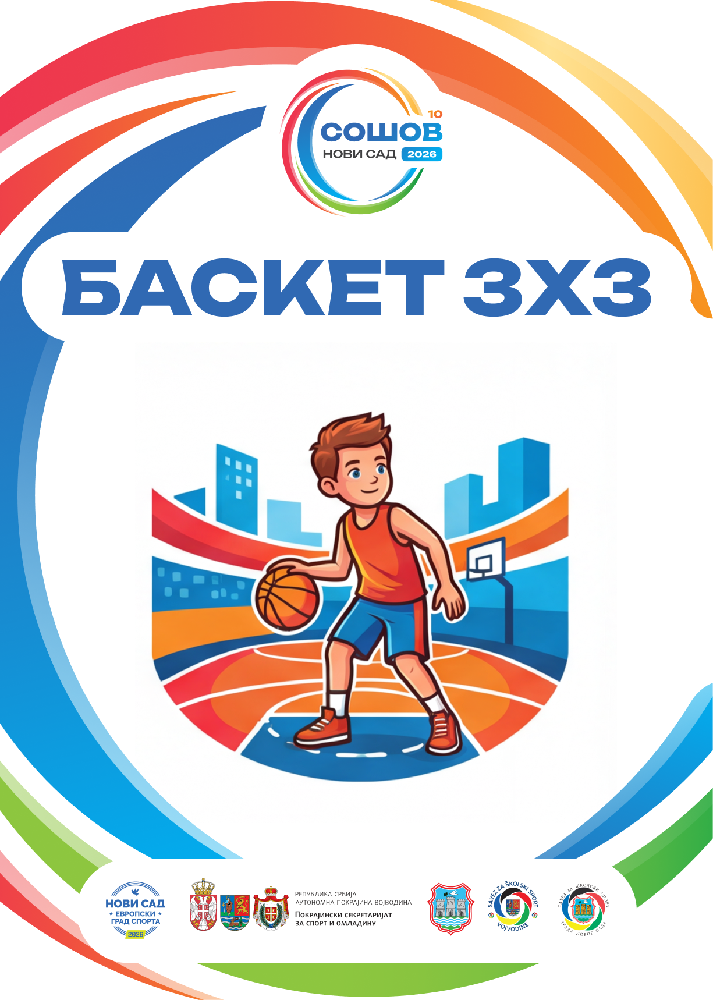 10
СОШОВ
НОВИ САД 2026
БАСКЕТ 3X3
НОВИ САД
ЕВРОПСКИ
ГРАД СПОРТА
2026
РЕПУБЛИКА СРБИЈА
АУТОНОМНА ПОКРАЈИНА ВОЈВОДИНА
ПОКРАЈИНСКИ СЕКРЕТАРИЈАТ
ЗА СПОРТ И ОМЛАДИНУ
SAVEZ ZA ŠKOLSKI SPORT
VOJVODINE
САВЕЗ ЗА ШКОЛСКИ СПОРТ
ГРАДА НОВОГ САДА